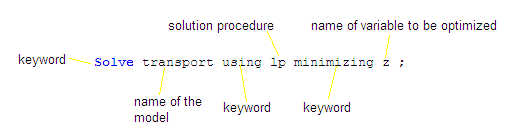 solution procedure name of variable to be optimized
keyword Solve transport using lp minimizing z ;
name of the
model
keyword keyword